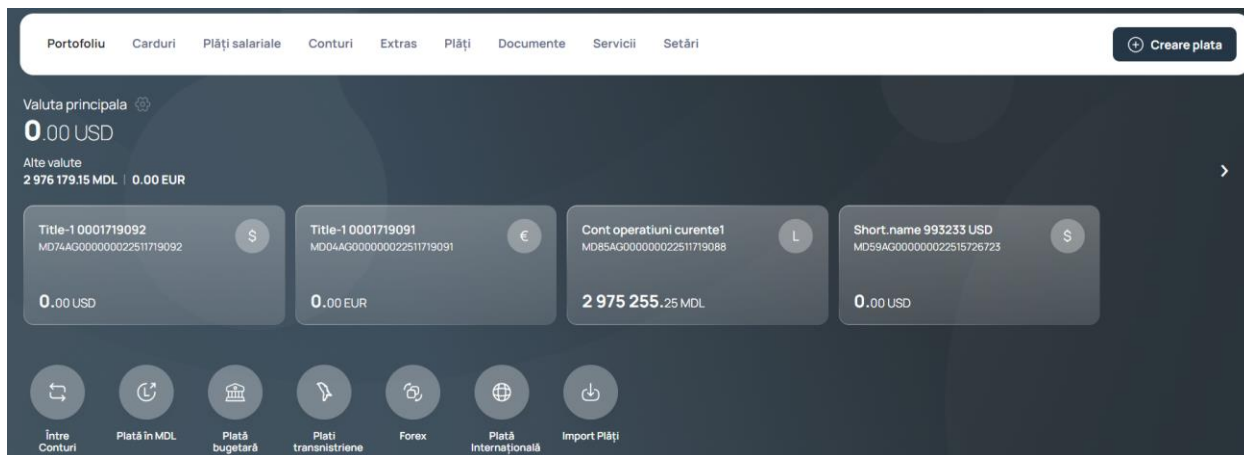 Portofoliu Carduri Plăți salariale Conturi Extras Plăți Documente Servicii Setări Creare plata
Valuta principala
0.00 USD
Alte valute
2 976 179.15 MDL | 0.00 EUR
Title-1 0001719092
MD74AG000000022511719092
$
0.00 USD
Title-1 0001719091
MD04AG000000022511719091
€
0.00 EUR
Cont operatiuni curente1
MD85AG000000022511719088
L
2 975 255.25 MDL
Short.name 993233 USD
MD59AG000000022515726723
$
0.00 USD
Între
Conturi
Plată în MDL
Plată
bugetară
Plati
transnistriene
Forex
Plată
Internațională
Import Plăți